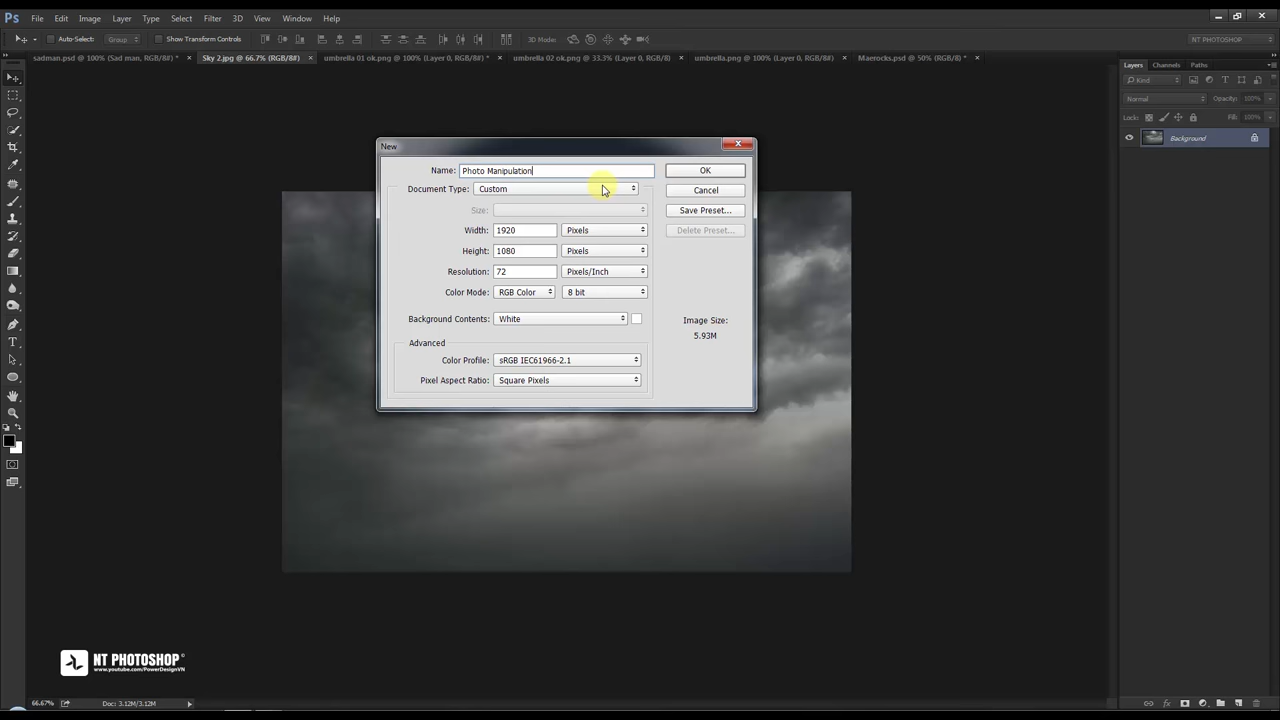 Ps File Edit Image Layer Type Select Filter 3D View Window Help
Auto-Select: Group Show Transform Controls 3D Mode: NT PHOTOSHOP
sadman.psd @ 100% (Sad man, RGB/8#) * × Sky 2.jpg @ 66.7% (RGB/8#) × umbrella 01 ok.png @ 100% (Layer 0, RGB/8#) * × umbrella 02 ok.png @ 33.3% (Layer 0, RGB/8) × umbrella.png @ 100% (Layer 0, RGB/8#) × Maerocks.psd @ 50% (RGB/8) * ×
Layers Channels Paths
Kind
Normal Opacity: 100%
Lock: Fill: 100%
Background
New
Name: Photo Manipulation OK
Document Type: Custom Cancel
Size: Save Preset...
Width: 1920 Pixels Delete Preset...
Height: 1080 Pixels
Resolution: 72 Pixels/Inch
Color Mode: RGB Color 8 bit
Background Contents: White Image Size:
5.93M
Advanced
Color Profile: sRGB IEC61966-2.1
Pixel Aspect Ratio: Square Pixels
NT PHOTOSHOP©
www.youtube.com/PowerDesignVN
66.67% Doc: 3.12M/3.12M